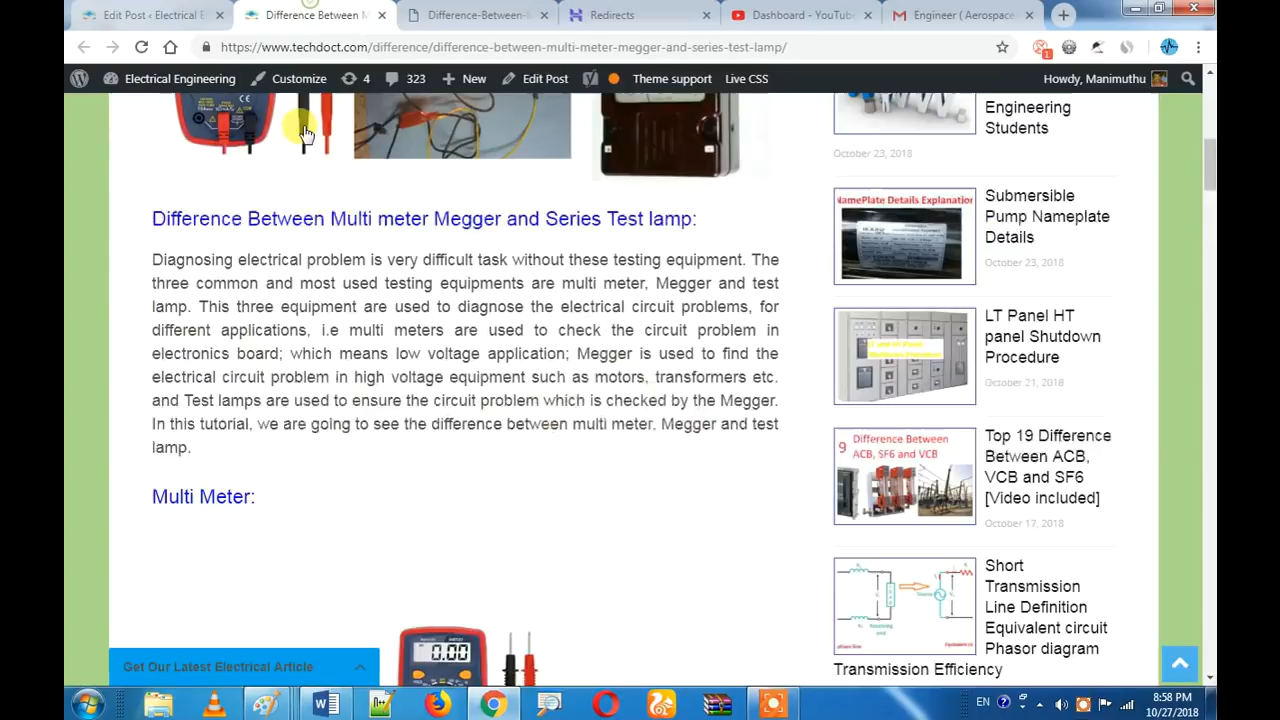 Edit Post ‹ Electrical E
Difference Between M
Difference-Between-
Redirects
Dashboard - YouTube
Engineer ( Aerospace
https://www.techdoct.com/difference/difference-between-multi-meter-megger-and-series-test-lamp/
Electrical Engineering
Customize
4
323
New
Edit Post
Theme support
Live CSS
Howdy, Manimuthu
Difference Between Multi meter Megger and Series Test lamp:
Diagnosing electrical problem is very difficult task without these testing equipment. The
three common and most used testing equipments are multi meter, Megger and test
lamp. This three equipment are used to diagnose the electrical circuit problems, for
different applications, i.e multi meters are used to check the circuit problem in
electronics board; which means low voltage application; Megger is used to find the
electrical circuit problem in high voltage equipment such as motors, transformers etc.
and Test lamps are used to ensure the circuit problem which is checked by the Megger.
In this tutorial, we are going to see the difference between multi meter, Megger and test
lamp.
Multi Meter:
0.00
Get Our Latest Electrical Article
Engineering
Students
October 23, 2018
NamePlate Details Explanation
Submersible
Pump Nameplate
Details
October 23, 2018
LT Panel HT
panel Shutdown
Procedure
October 21, 2018
9 Difference Between
ACB, SF6 and VCB
Top 19 Difference
Between ACB,
VCB and SF6
[Video included]
October 17, 2018
Short
Transmission
Line Definition
Equivalent circuit
Phasor diagram
Transmission Efficiency
EN
8:58 PM
10/27/2018